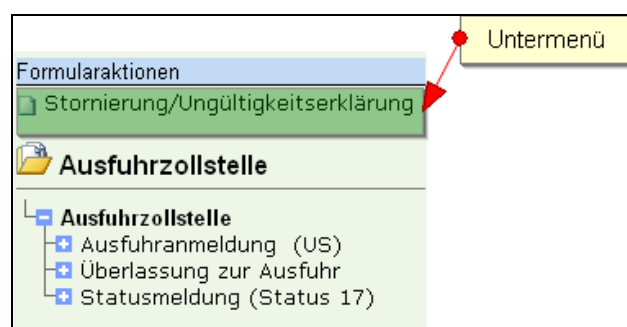 Untermenü
Formularaktionen
Stornierung/Ungültigkeitserklärung
Ausfuhrzollstelle
Ausfuhrzollstelle
Ausfuhranmeldung (US)
Überlassung zur Ausfuhr
Statusmeldung (Status 17)